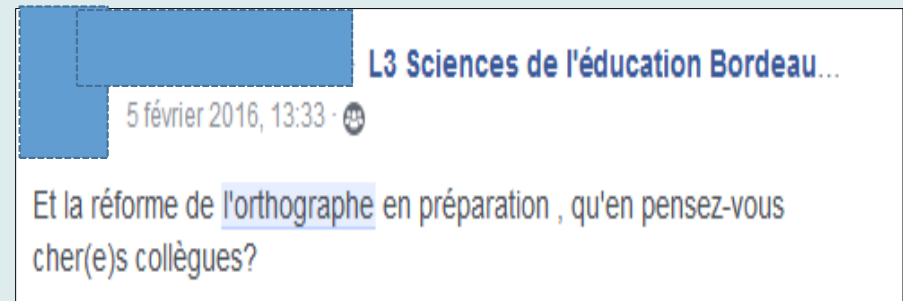 L3 Sciences de l'éducation Bordeau...
5 février 2016, 13:33 ·
Et la réforme de l'orthographe en préparation , qu'en pensez-vous
cher(e)s collègues?